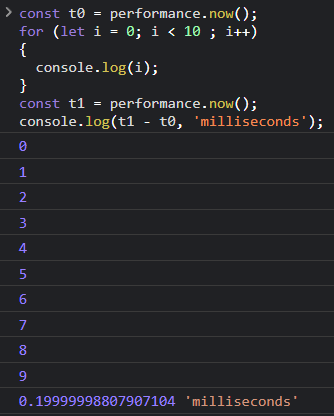 > const t0 = performance.now();
for (let i = 0; i < 10 ; i++)
{
  console.log(i);
}
const t1 = performance.now();
console.log(t1 - t0, 'milliseconds');
0
1
2
3
4
5
6
7
8
9
0.19999998807907104 'milliseconds'